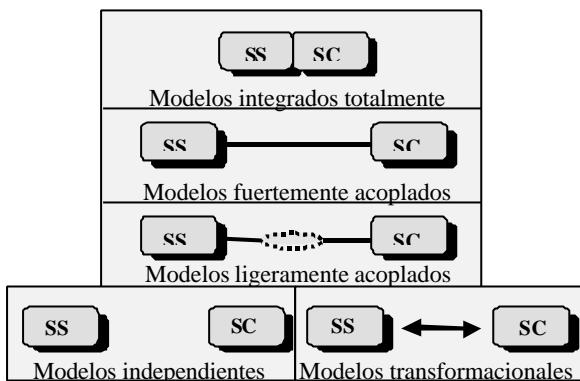 SS SC
Modelos integrados totalmente
SS SC
Modelos fuertemente acoplados
SS SC
Modelos ligeramente acoplados
SS SC SS SC
Modelos independientes Modelos transformacionales